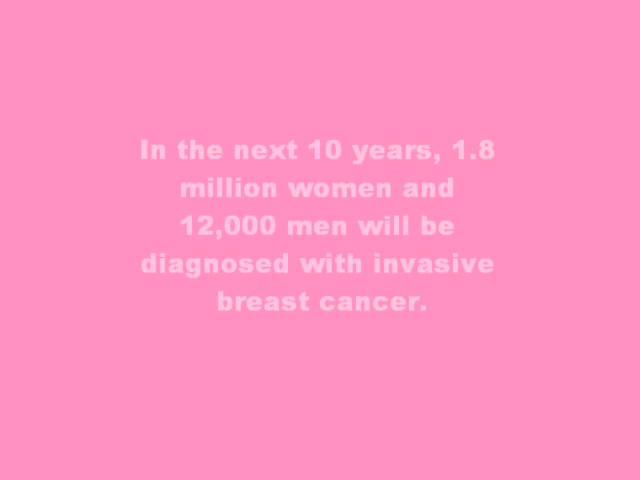 In the next 10 years, 1.8
million women and
12,000 men will be
diagnosed with invasive
breast cancer.